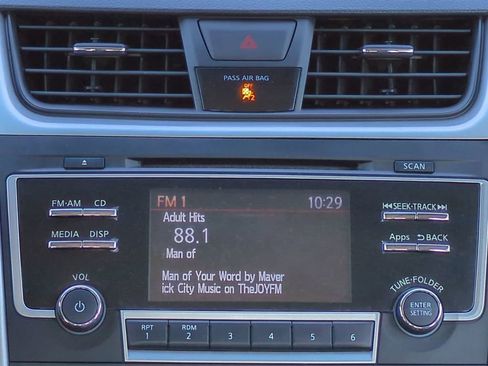 PASS AIR BAG
OFF
2
SCAN
FM·AM CD
MEDIA DISP
FM 1 10:29
Adult Hits
88.1
Man of
Man of Your Word by Maver
ick City Music on TheJOYFM
SEEK·TRACK
Apps BACK
VOL
TUNE·FOLDER
ENTER
SETTING
RPT RDM
1 2 3 4 5 6